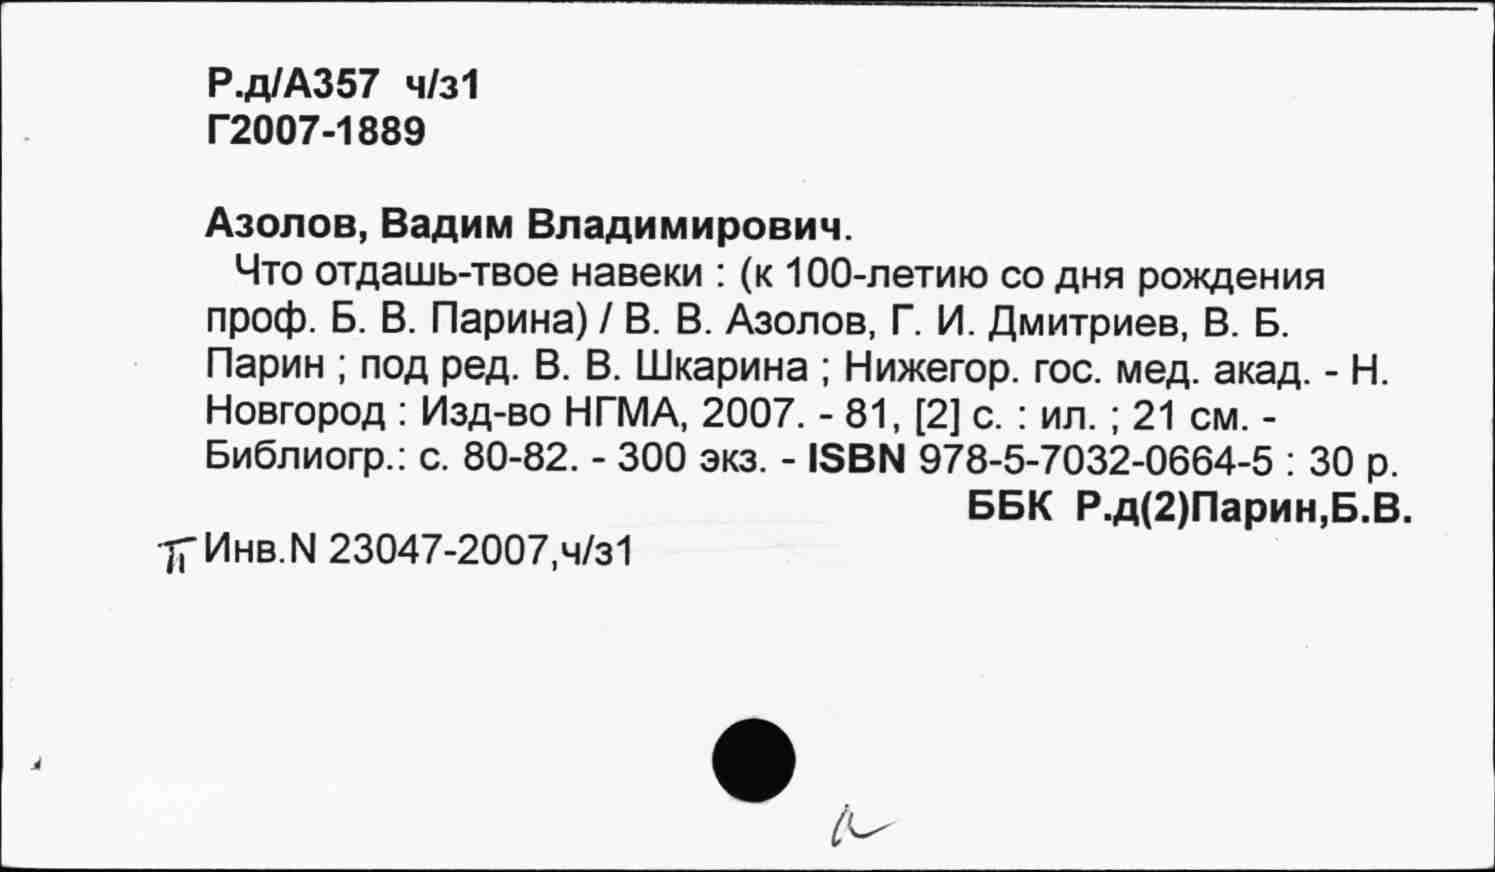 Р.д/А357 ч/з1
Г2007-1889
Азолов, Вадим Владимирович.
Что отдашь-твое навеки : (к 100-летию со дня рождения
проф. Б. В. Парина) / В. В. Азолов, Г. И. Дмитриев, В. Б.
Парин ; под ред. В. В. Шкарина ; Нижегор. гос. мед. акад. - Н.
Новгород : Изд-во НГМА, 2007. - 81, [2] с. : ил. ; 21 см. -
Библиогр.: с. 80-82. - 300 экз. - ISBN 978-5-7032-0664-5 : 30 р.
ББК Р.д(2)Парин,Б.В.
Инв.N 23047-2007,ч/з1